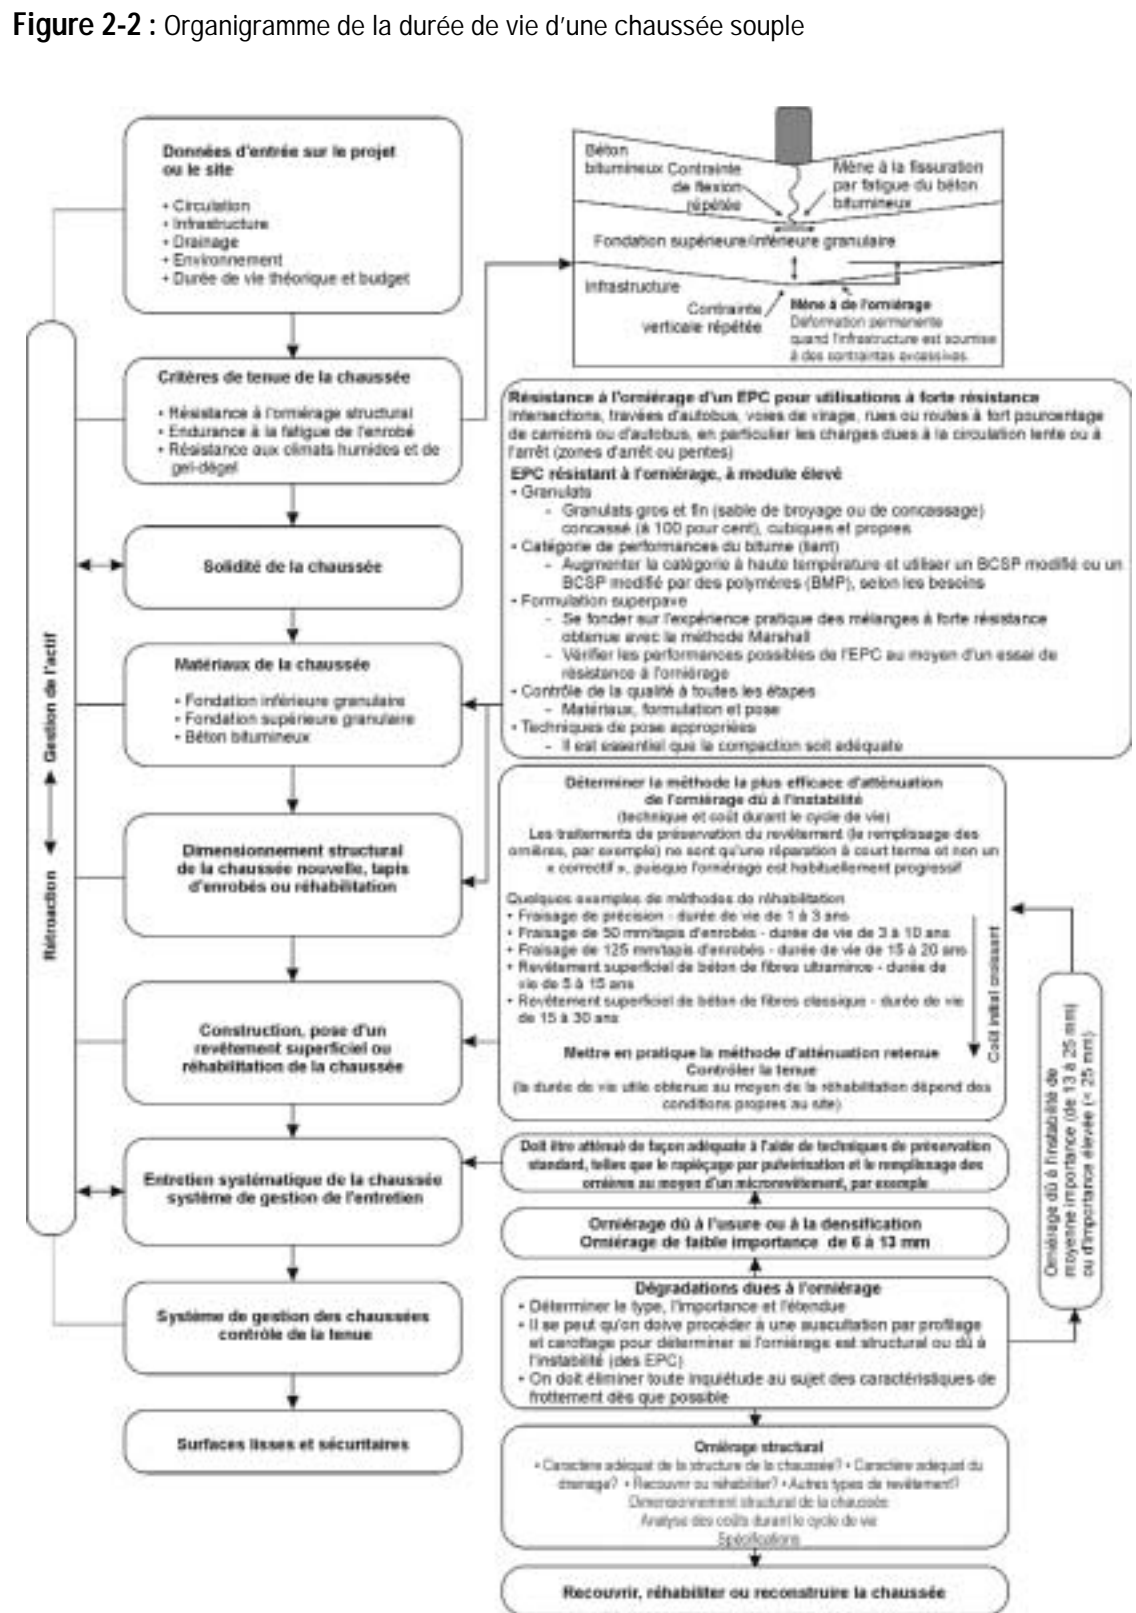 Figure 2-2 : Organigramme de la durée de vie d'une chaussée souple
Données d'entrée sur le projet
ou le site
• Circulation
• Infrastructure
• Drainage
• Environnement
• Durée de vie théorique et budget
Béton
bitumineux
Contrainte
de flexion
répétée
Mène à la fissuration
par fatigue du béton
bitumineux
Fondation supérieure/inférieure granulaire
Infrastructure
Contrainte
verticale répétée
Mène à de l'orniérage
Déformation permanente
quand l'infrastructure est soumise
à des contraintes excessives.
Critères de tenue de la chaussée
• Résistance à l'orniérage structural
• Endurance à la fatigue de l'enrobé
• Résistance aux climats humides et de
gel-dégel
Solidité de la chaussée
Matériaux de la chaussée
• Fondation inférieure granulaire
• Fondation supérieure granulaire
• Béton bitumineux
Dimensionnement structural
de la chaussée nouvelle, tapis
d'enrobés ou réhabilitation
Construction, pose d'un
revêtement superficiel ou
réhabilitation de la chaussée
Entretien systématique de la chaussée
système de gestion de l'entretien
Système de gestion des chaussées
contrôle de la tenue
Surfaces lisses et sécuritaires
Rétroaction
Gestion de l'actif
Résistance à l'orniérage d'un EPC pour utilisations à forte résistance
Intersections, travées d'autobus, voies de virage, rues ou routes à fort pourcentage
de camions ou d'autobus, en particulier les charges dues à la circulation lente ou à
l'arrêt (zones d'arrêt ou pentes)
EPC résistant à l'orniérage, à module élevé
• Granulats
- Granulats gros et fin (sable de broyage ou de concassage)
concassé (à 100 pour cent), cubiques et propres
• Catégorie de performances du bitume (liant)
- Augmenter la catégorie à haute température et utiliser un BCSP modifié ou un
BCSP modifié par des polymères (BMP), selon les besoins
• Formulation superpave
- Se fonder sur l'expérience pratique des mélanges à forte résistance
obtenue avec la méthode Marshall
- Vérifier les performances possibles de l'EPC au moyen d'un essai de
résistance à l'orniérage
• Contrôle de la qualité à toutes les étapes
- Matériaux, formulation et pose
• Techniques de pose appropriées
- Il est essentiel que la compaction soit adéquate
Déterminer la méthode la plus efficace d'atténuation
de l'orniérage dû à l'instabilité
(technique et coût durant le cycle de vie)
Les traitements de préservation du revêtement (le remplissage des
ornières, par exemple) ne sont qu'une réparation à court terme et non un
« correctif », puisque l'orniérage est habituellement progressif
Quelques exemples de méthodes de réhabilitation
• Fraisage de précision - durée de vie de 1 à 3 ans
• Fraisage de 50 mm/tapis d'enrobés - durée de vie de 3 à 10 ans
• Fraisage de 125 mm/tapis d'enrobés - durée de vie de 15 à 20 ans
• Revêtement superficiel de béton de fibres ultramince - durée de
vie de 5 à 15 ans
• Revêtement superficiel de béton de fibres classique - durée de vie
de 15 à 30 ans
Coût initial croissant
Mettre en pratique la méthode d'atténuation retenue
Contrôler la tenue
(la durée de vie utile obtenue au moyen de la réhabilitation dépend des
conditions propres au site)
Doit être atténué de façon adéquate à l'aide de techniques de préservation
standard, telles que le rapiéçage par pulvérisation et le remplissage des
ornières au moyen d'un microrevêtement, par exemple
Orniérage dû à l'usure ou à la densification
Orniérage de faible importance de 6 à 13 mm
Dégradations dues à l'orniérage
• Déterminer le type, l'importance et l'étendue
• Il se peut qu'on doive procéder à une auscultation par profilage
et carottage pour déterminer si l'orniérage est structural ou dû à
l'instabilité (des EPC)
• On doit éliminer toute inquiétude au sujet des caractéristiques de
frottement dès que possible
Orniérage dû à l'instabilité de
moyenne importance (de 13 à 25 mm)
ou d'importance élevée (< 25 mm)
Orniérage structural
• Caractère adéquat de la structure de la chaussée? • Caractère adéquat du
drainage? • Recouvrir ou réhabiliter? • Autres types de revêtement?
Dimensionnement structural de la chaussée
Analyse des coûts durant le cycle de vie
Spécifications
Recouvrir, réhabiliter ou reconstruire la chaussée